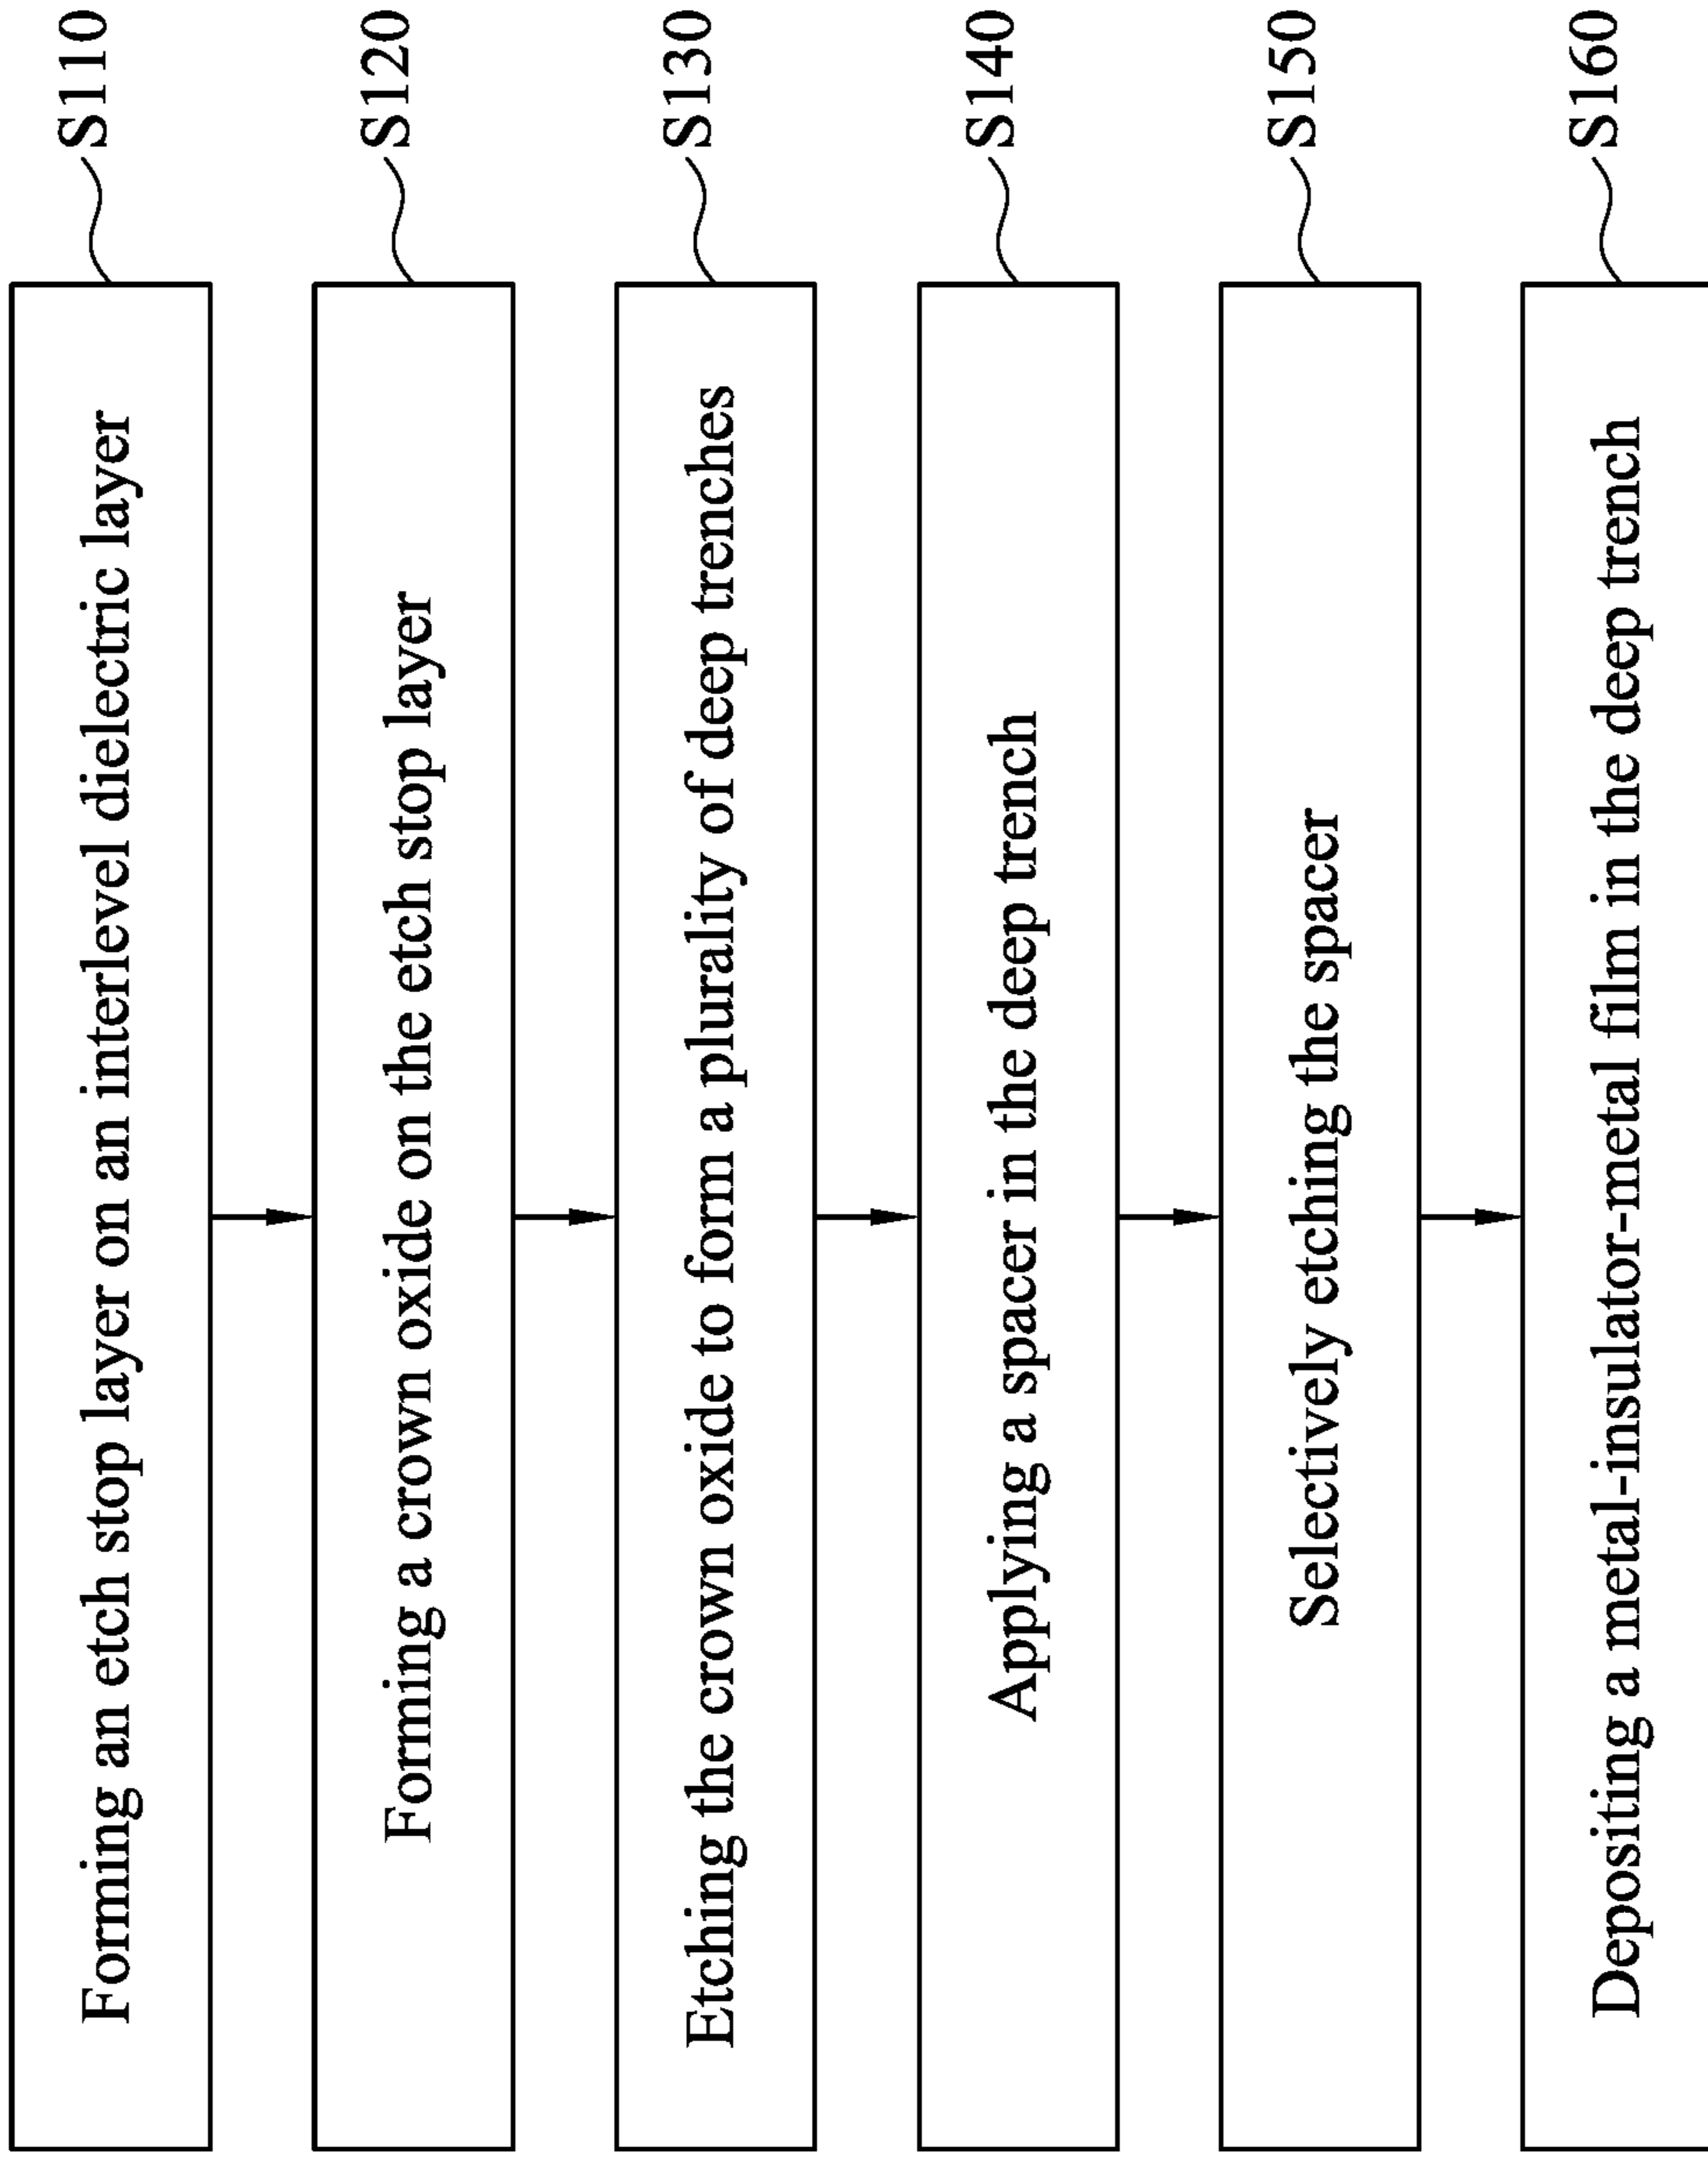 Forming an etch stop layer on an interlevel dielectric layer
S110
Forming a crown oxide on the etch stop layer
S120
Etching the crown oxide to form a plurality of deep trenches
S130
Applying a spacer in the deep trench
S140
Selectively etching the spacer
S150
Depositing a metal-insulator-metal film in the deep trench
S160